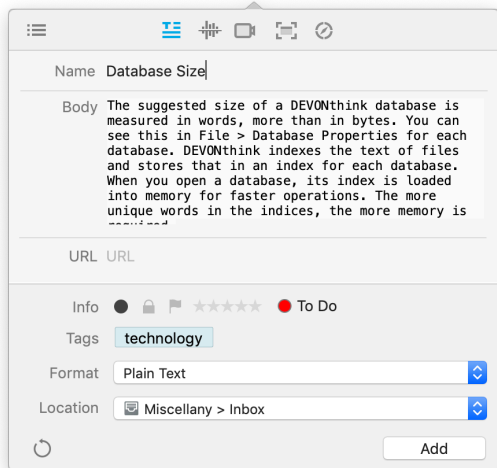 Name Database Size
Body The suggested size of a DEVONthink database is
measured in words, more than in bytes. You can
see this in File > Database Properties for each
database. DEVONthink indexes the text of files
and stores that in an index for each database.
When you open a database, its index is loaded
into memory for faster operations. The more
unique words in the indices, the more memory is
required
URL URL
Info To Do
Tags technology
Format Plain Text
Location Miscellany > Inbox
Add